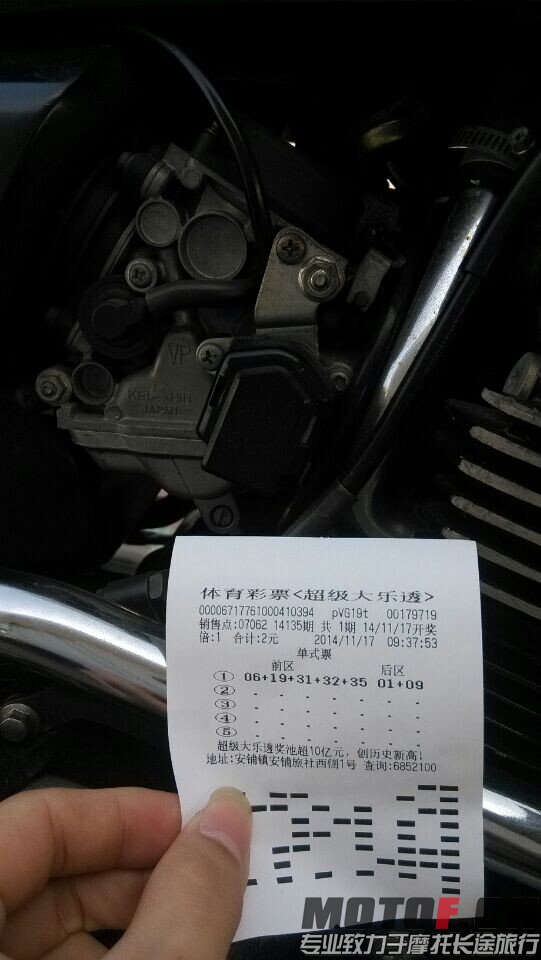 VP
KEIHIN
JAPAN
体育彩票<超级大乐透>
00006717761000410394 pVG19t 00179719
销售点:07062 14135期 共 1期 14/11/17开奖
倍:1 合计:2元 2014/11/17 09:37:53
单式票
前区 后区
① 06+19+31+32+35 01+09
② - - - - - - -
③ - - - - - - -
④ - - - - - - -
⑤ - - - - - - -
超级大乐透奖池超10亿元，创历史新高！
地址:安铺镇安铺旅社西侧1号 查询:6852100
MOTOF.
专业致力于摩托长途旅行